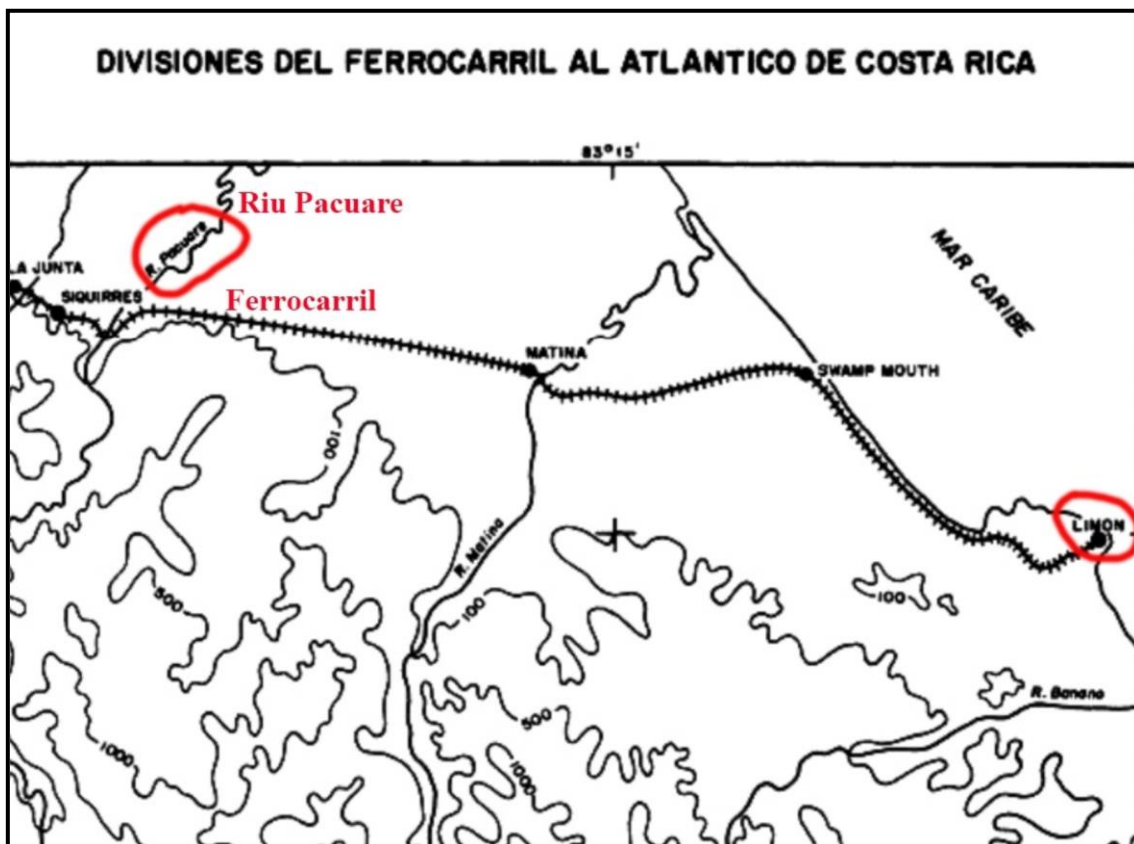 DIVISIONES DEL FERROCARRIL AL ATLANTICO DE COSTA RICA
83°15'
Riu Pacuare
R. Pacuare
MAR CARIBE
LA JUNTA
SIQUIRRES
Ferrocarril
MATINA
SWAMP MOUTH
100
LIMON
R. Matina
500
100
100
R. Banano
500
1000
1000